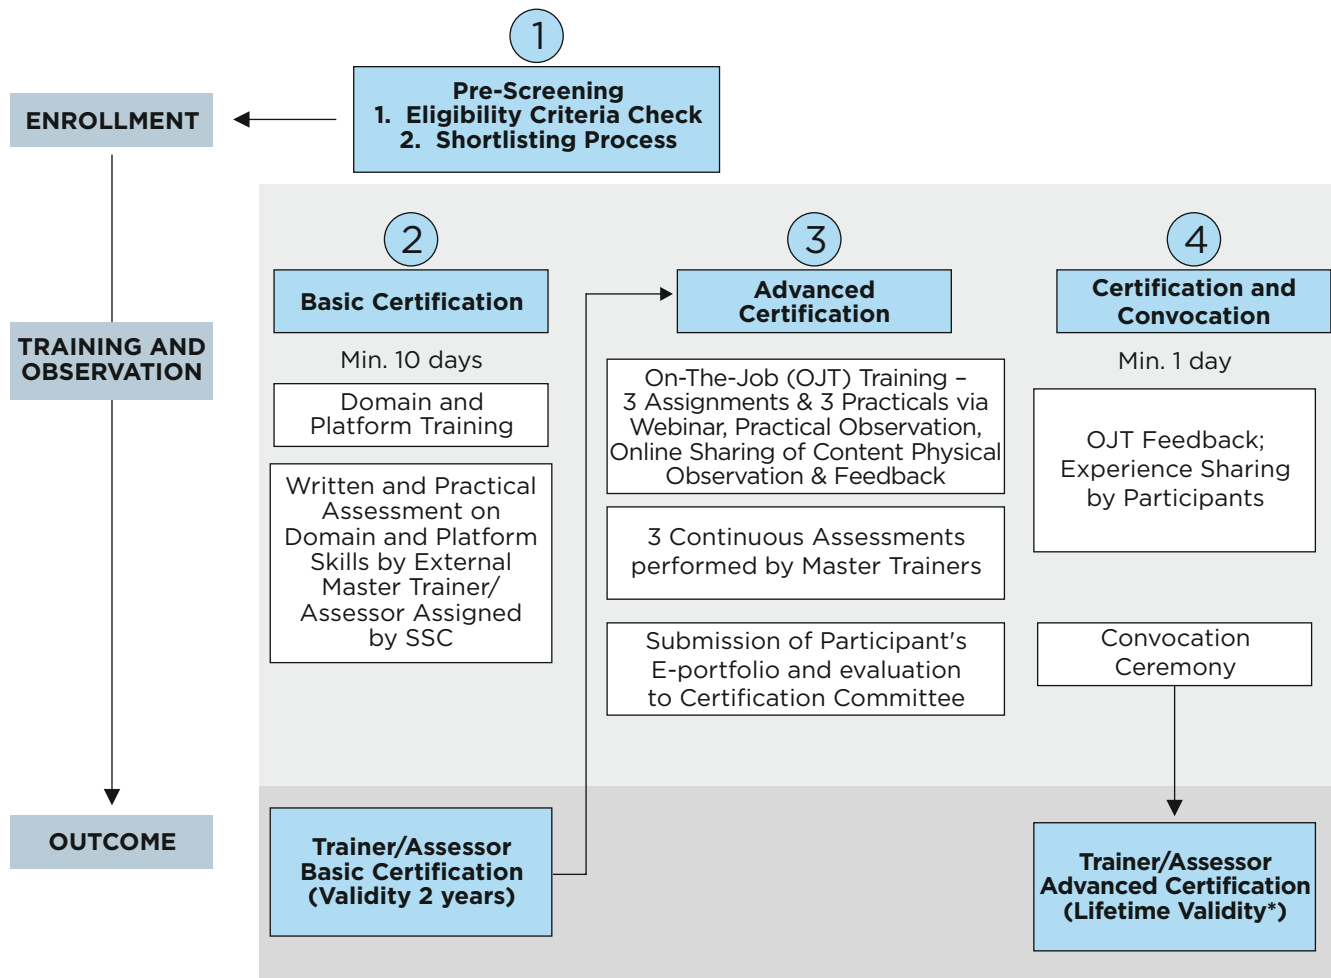 1
Pre-Screening
1. Eligibility Criteria Check
2. Shortlisting Process
ENROLLMENT
2
Basic Certification
Min. 10 days
Domain and
Platform Training
Written and Practical
Assessment on
Domain and Platform
Skills by External
Master Trainer/
Assessor Assigned
by SSC
3
Advanced
Certification
On-The-Job (OJT) Training –
3 Assignments & 3 Practicals via
Webinar, Practical Observation,
Online Sharing of Content Physical
Observation & Feedback
3 Continuous Assessments
performed by Master Trainers
Submission of Participant's
E-portfolio and evaluation
to Certification Committee
4
Certification and
Convocation
Min. 1 day
OJT Feedback;
Experience Sharing
by Participants
Convocation
Ceremony
TRAINING AND
OBSERVATION
OUTCOME
Trainer/Assessor
Basic Certification
(Validity 2 years)
Trainer/Assessor
Advanced Certification
(Lifetime Validity*)